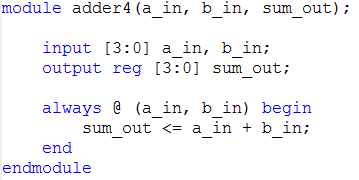 module adder4(a_in, b_in, sum_out);
    input [3:0] a_in, b_in;
    output reg [3:0] sum_out;
    always @ (a_in, b_in) begin
        sum_out <= a_in + b_in;
    end
endmodule